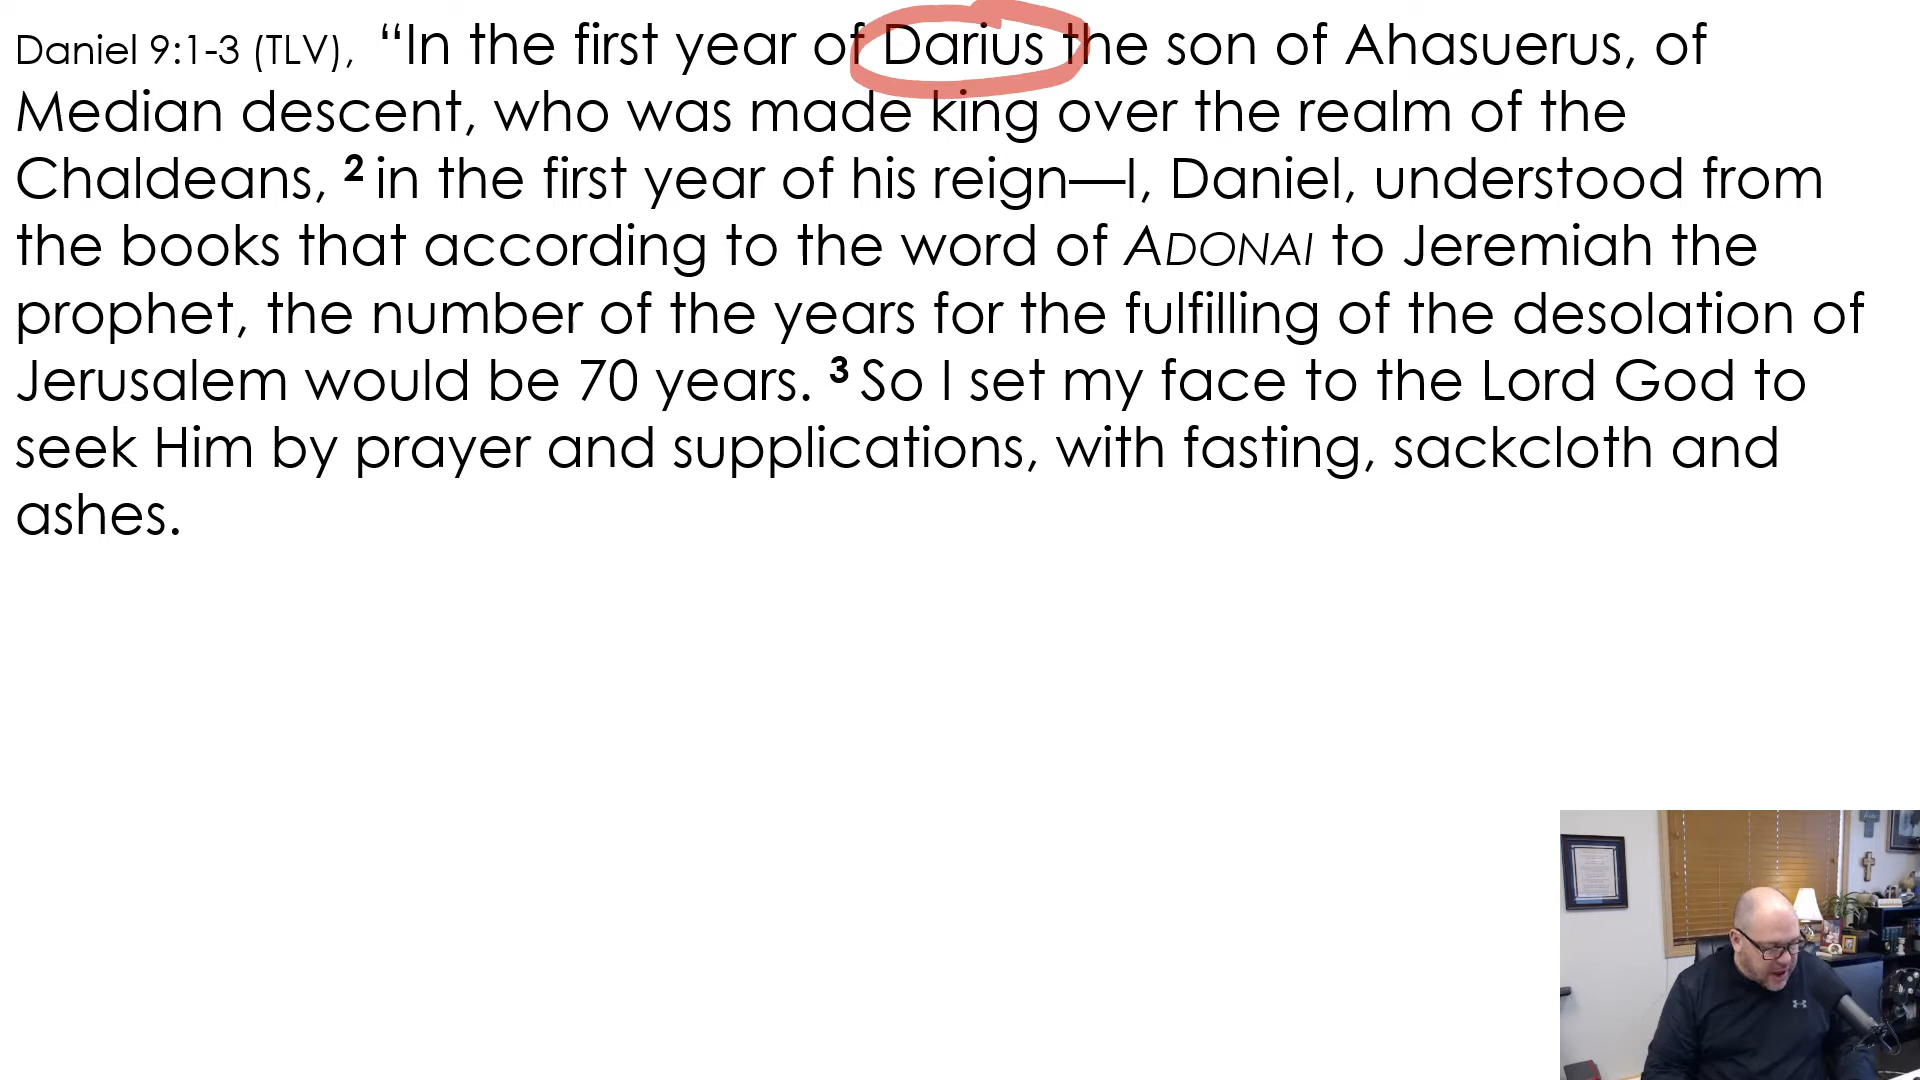 Daniel 9:1-3 (TLV), “In the first year of Darius the son of Ahasuerus, of
Median descent, who was made king over the realm of the
Chaldeans, 2 in the first year of his reign—I, Daniel, understood from
the books that according to the word of ADONAI to Jeremiah the
prophet, the number of the years for the fulfilling of the desolation of
Jerusalem would be 70 years. 3 So I set my face to the Lord God to
seek Him by prayer and supplications, with fasting, sackcloth and
ashes.